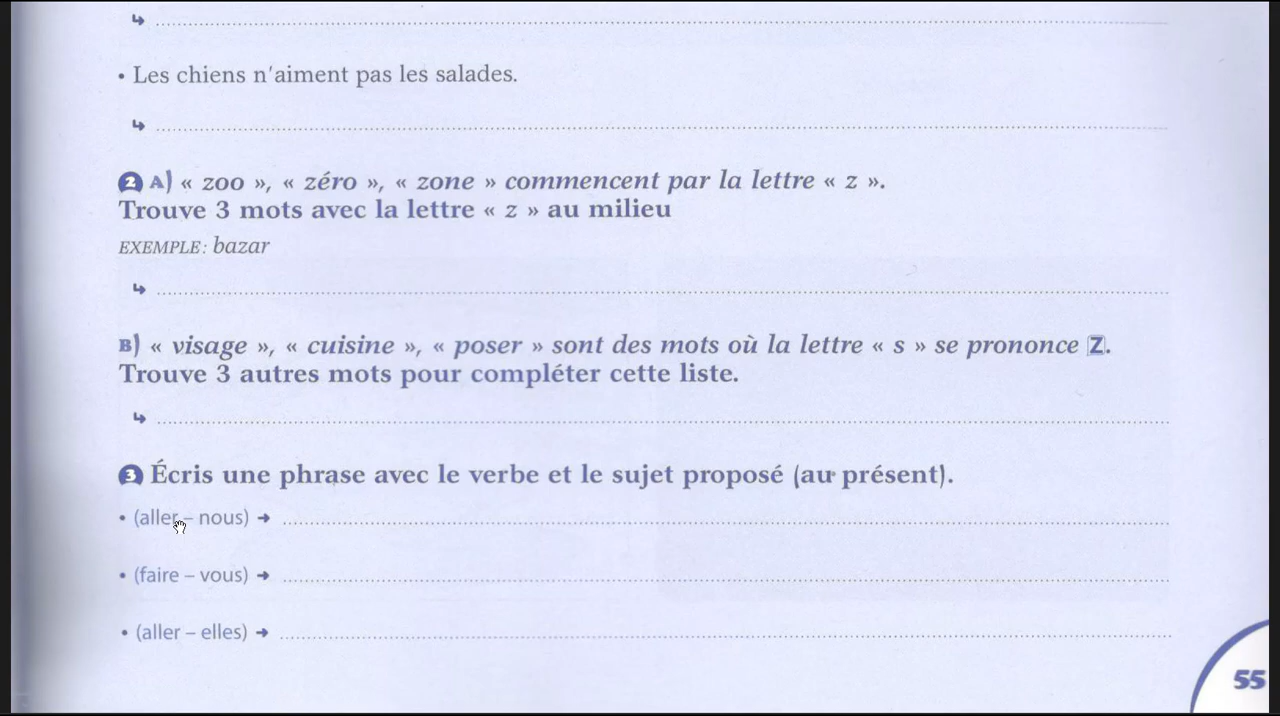 • Les chiens n'aiment pas les salades.
2 A) « zoo », « zéro », « zone » commencent par la lettre « z ».
Trouve 3 mots avec la lettre « z » au milieu
EXEMPLE: bazar
B) « visage », « cuisine », « poser » sont des mots où la lettre « s » se prononce Z.
Trouve 3 autres mots pour compléter cette liste.
3 Écris une phrase avec le verbe et le sujet proposé (au présent).
• (aller – nous) ➔
• (faire – vous) ➔
• (aller – elles) ➔
55